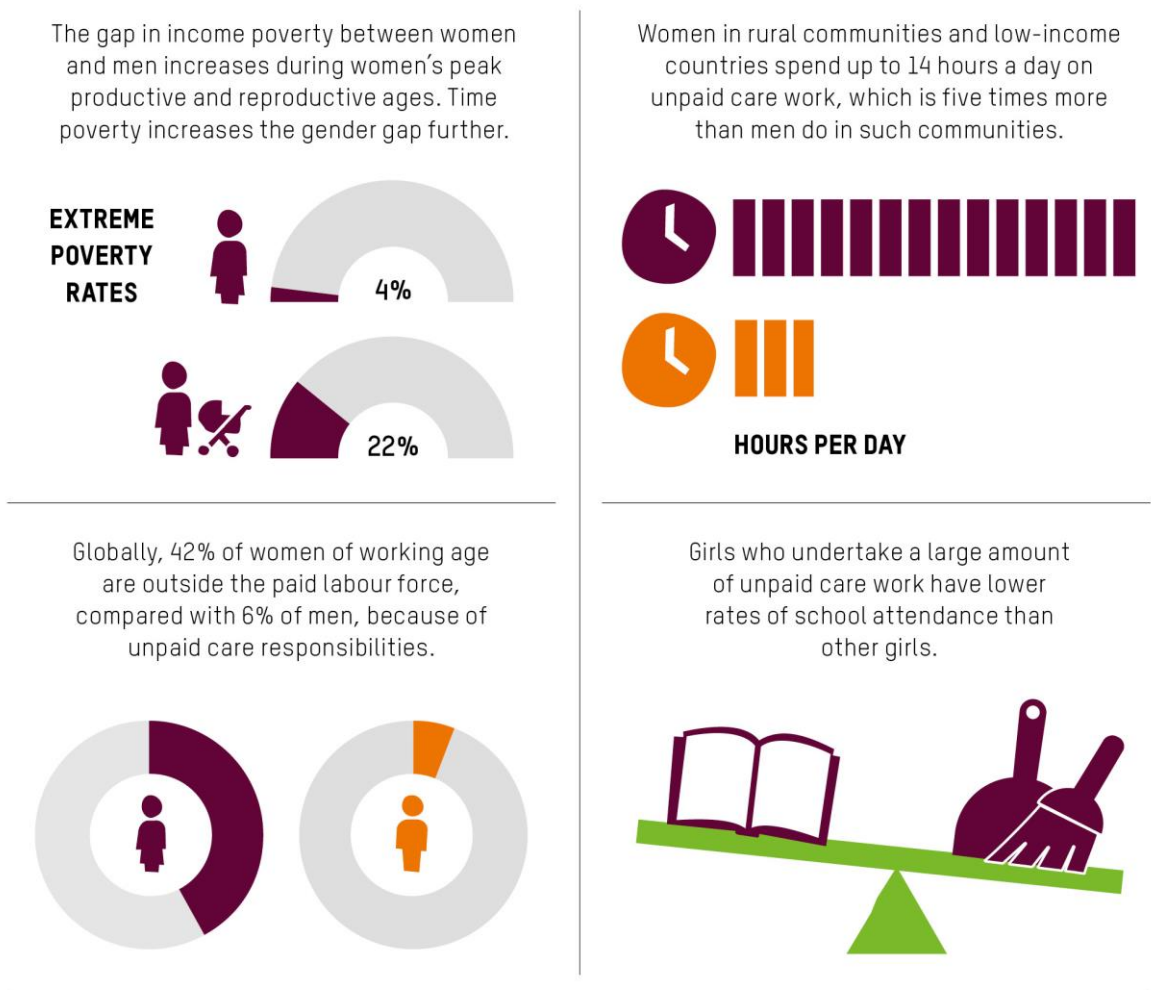 The gap in income poverty between women
and men increases during women's peak
productive and reproductive ages. Time
poverty increases the gender gap further.
EXTREME
POVERTY
RATES
4%
22%
Women in rural communities and low-income
countries spend up to 14 hours a day on
unpaid care work, which is five times more
than men do in such communities.
HOURS PER DAY
Globally, 42% of women of working age
are outside the paid labour force,
compared with 6% of men, because of
unpaid care responsibilities.
Girls who undertake a large amount
of unpaid care work have lower
rates of school attendance than
other girls.